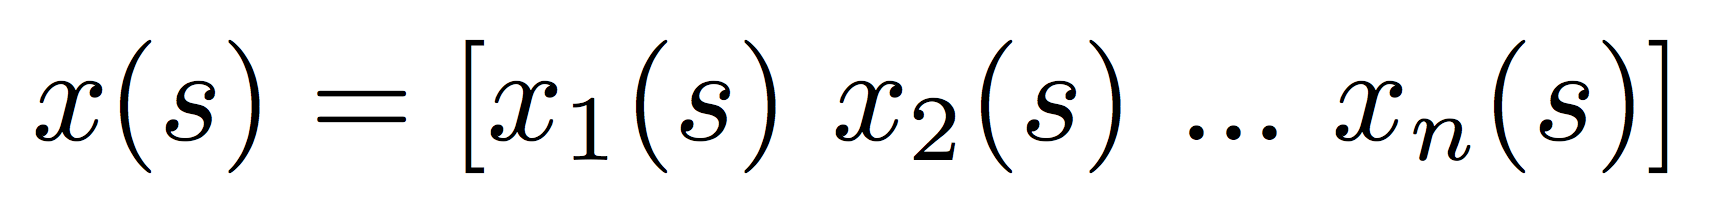 x(s) = [x₁(s) x₂(s) ... xₙ(s)]